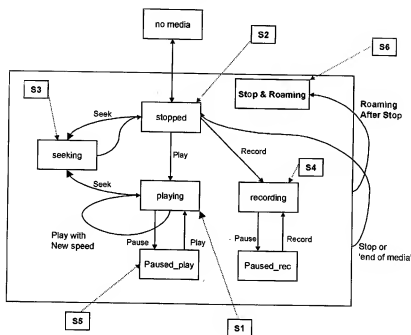 no media
S2
S6
S3
Stop & Roaming
Seek
stopped
Roaming
After Stop
Play
Record
S4
seeking
Seek
playing
recording
Play with
New speed
Pause
Play
Pause
Record
Stop or
'end of media'
Paused_play
Paused_rec
S5
S1